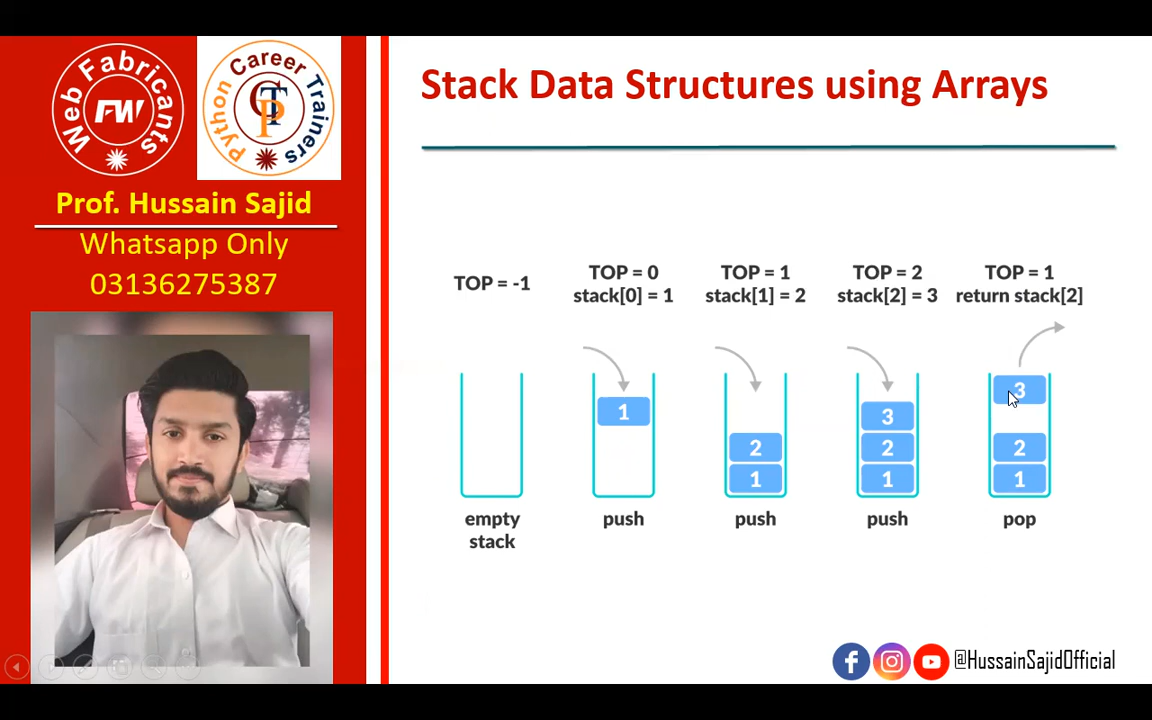 Web Fabricants
FW
Python Career Trainers
CTP
Prof. Hussain Sajid
Whatsapp Only
03136275387
Stack Data Structures using Arrays
TOP = -1
TOP = 0
stack[0] = 1
TOP = 1
stack[1] = 2
TOP = 2
stack[2] = 3
TOP = 1
return stack[2]
1
2
1
3
2
1
3
2
1
empty
stack
push
push
push
pop
@HussainSajidOfficial